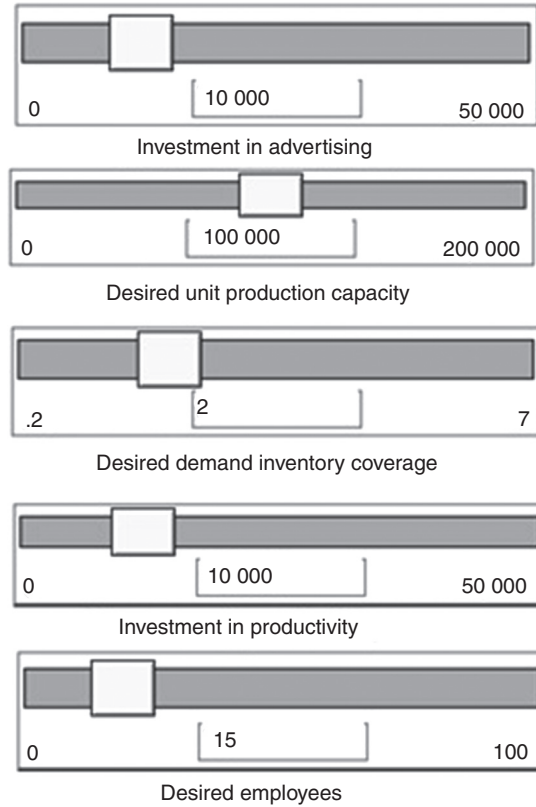 10 000
0 50 000
Investment in advertising
100 000
0 200 000
Desired unit production capacity
2
.2 7
Desired demand inventory coverage
10 000
0 50 000
Investment in productivity
15
0 100
Desired employees